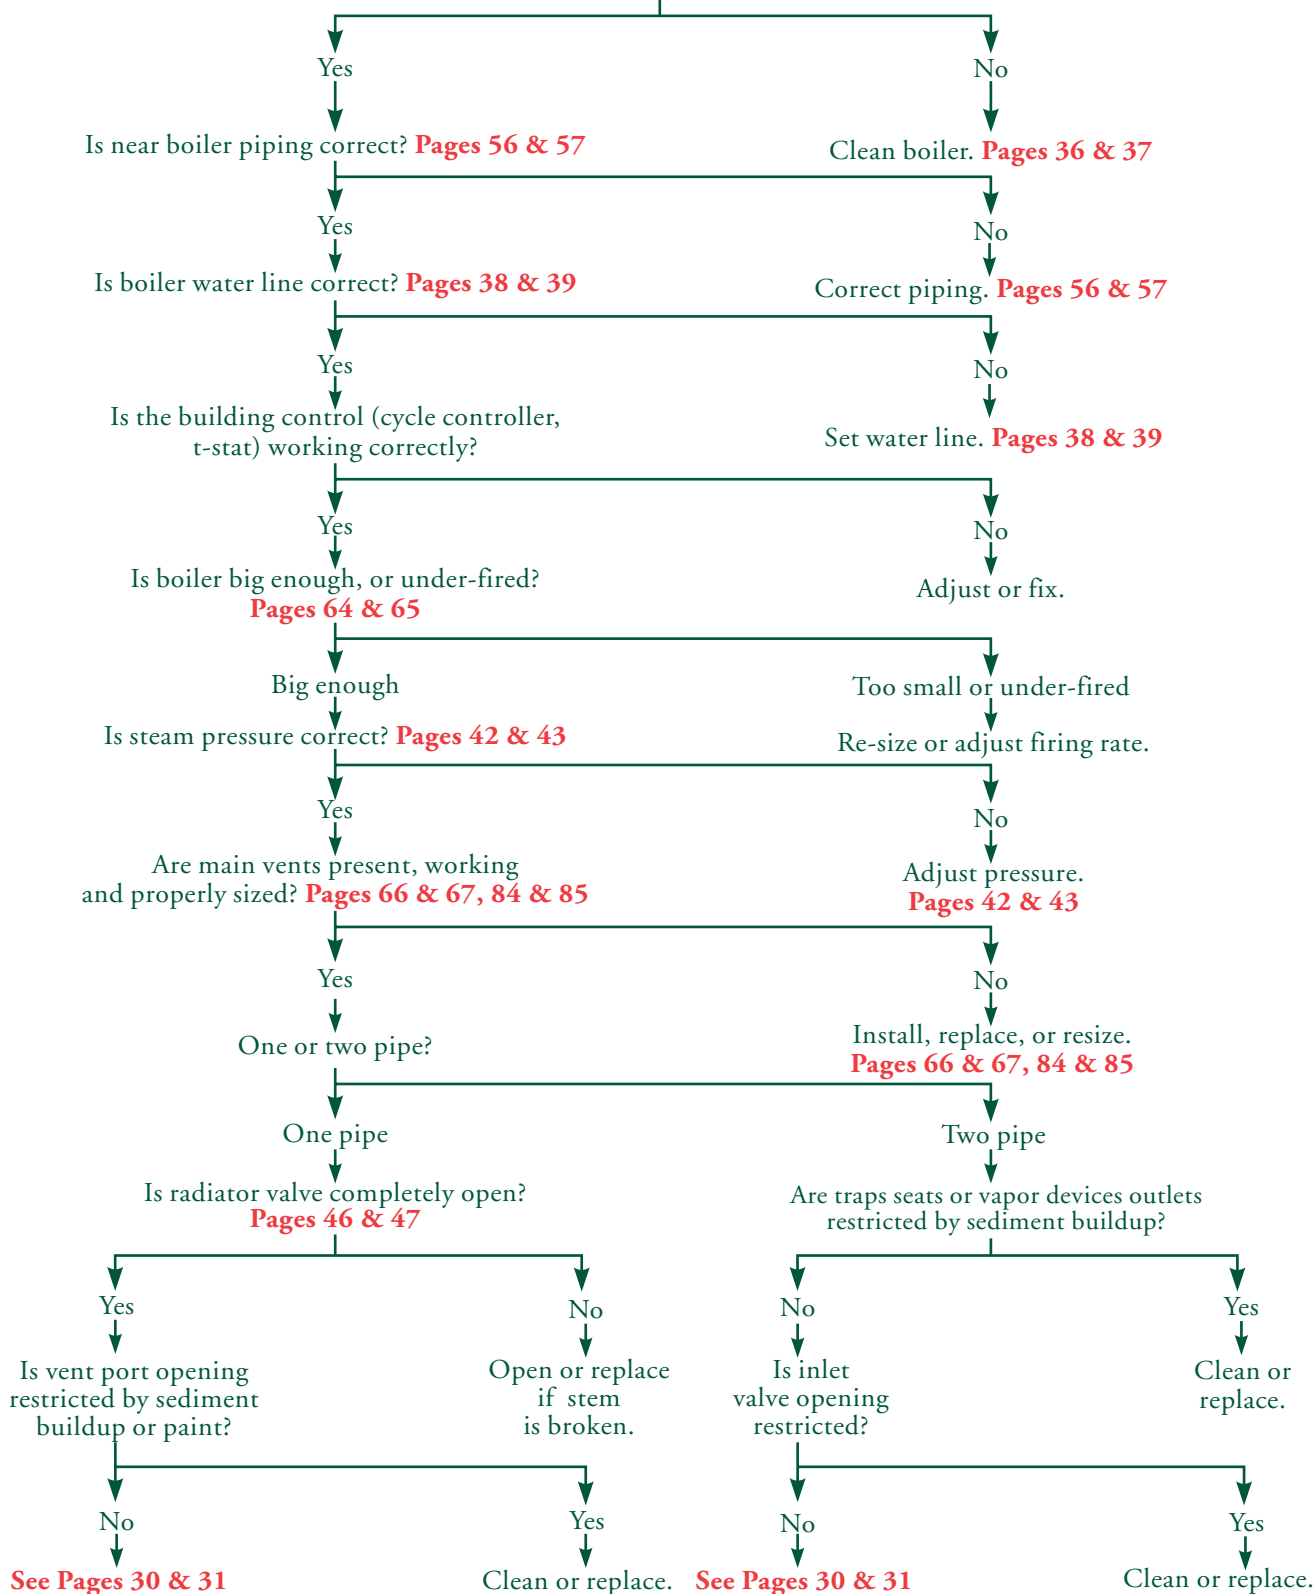 Yes
No
Is near boiler piping correct? Pages 56 & 57
Clean boiler. Pages 36 & 37
Yes
No
Is boiler water line correct? Pages 38 & 39
Correct piping. Pages 56 & 57
Yes
No
Is the building control (cycle controller,
t-stat) working correctly?
Set water line. Pages 38 & 39
Yes
No
Is boiler big enough, or under-fired?
Pages 64 & 65
Adjust or fix.
Big enough
Too small or under-fired
Is steam pressure correct? Pages 42 & 43
Re-size or adjust firing rate.
Yes
No
Are main vents present, working
and properly sized? Pages 66 & 67, 84 & 85
Adjust pressure.
Pages 42 & 43
Yes
No
One or two pipe?
Install, replace, or resize.
Pages 66 & 67, 84 & 85
One pipe
Two pipe
Is radiator valve completely open?
Pages 46 & 47
Are traps seats or vapor devices outlets
restricted by sediment buildup?
Yes
No
No
Yes
Is vent port opening
restricted by sediment
buildup or paint?
Open or replace
if stem
is broken.
Is inlet
valve opening
restricted?
Clean or
replace.
No
Yes
No
Yes
See Pages 30 & 31
Clean or replace.
See Pages 30 & 31
Clean or replace.